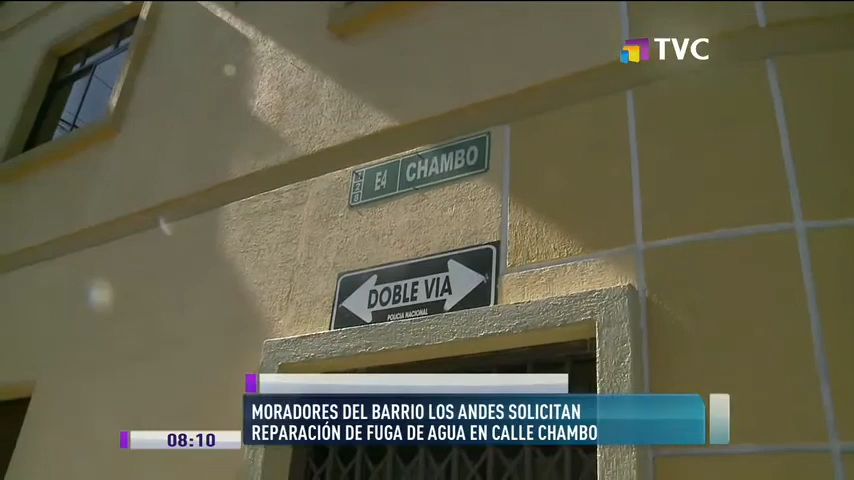 TVC
E4 CHAMBO
DOBLE VIA
POLICIA NACIONAL
MORADORES DEL BARRIO LOS ANDES SOLICITAN
REPARACIÓN DE FUGA DE AGUA EN CALLE CHAMBO
08:10